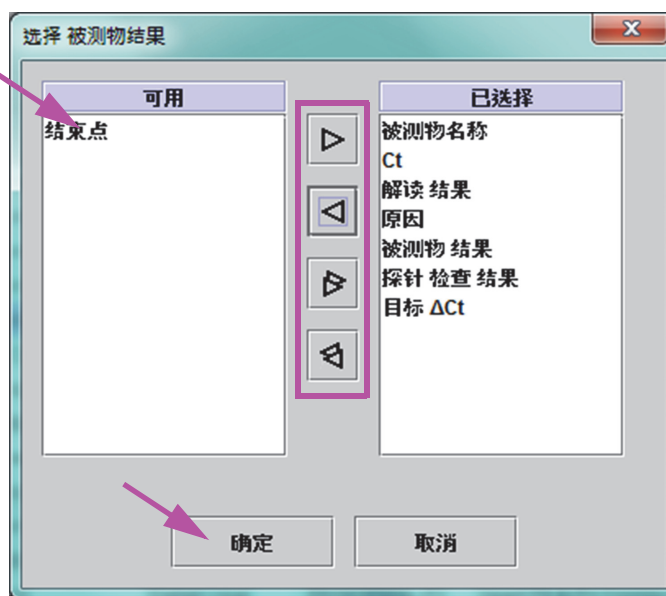 选择 被测物结果
可用
结束点
已选择
被测物名称
Ct
解读 结果
原因
被测物 结果
探针 检查 结果
目标 ΔCt
确定
取消